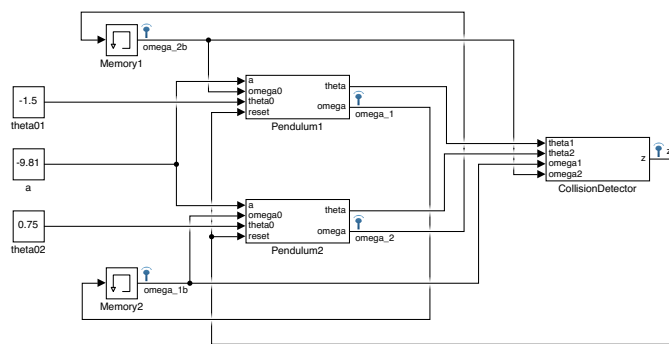 omega_2b
Memory1
-1.5
theta01
a
omega0
theta0
reset
theta
omega
Pendulum1
omega_1
-9.81
a
theta1
theta2
omega1
omega2
z
CollisionDetector
z
0.75
theta02
a
omega0
theta0
reset
theta
omega
Pendulum2
omega_2
omega_1b
Memory2